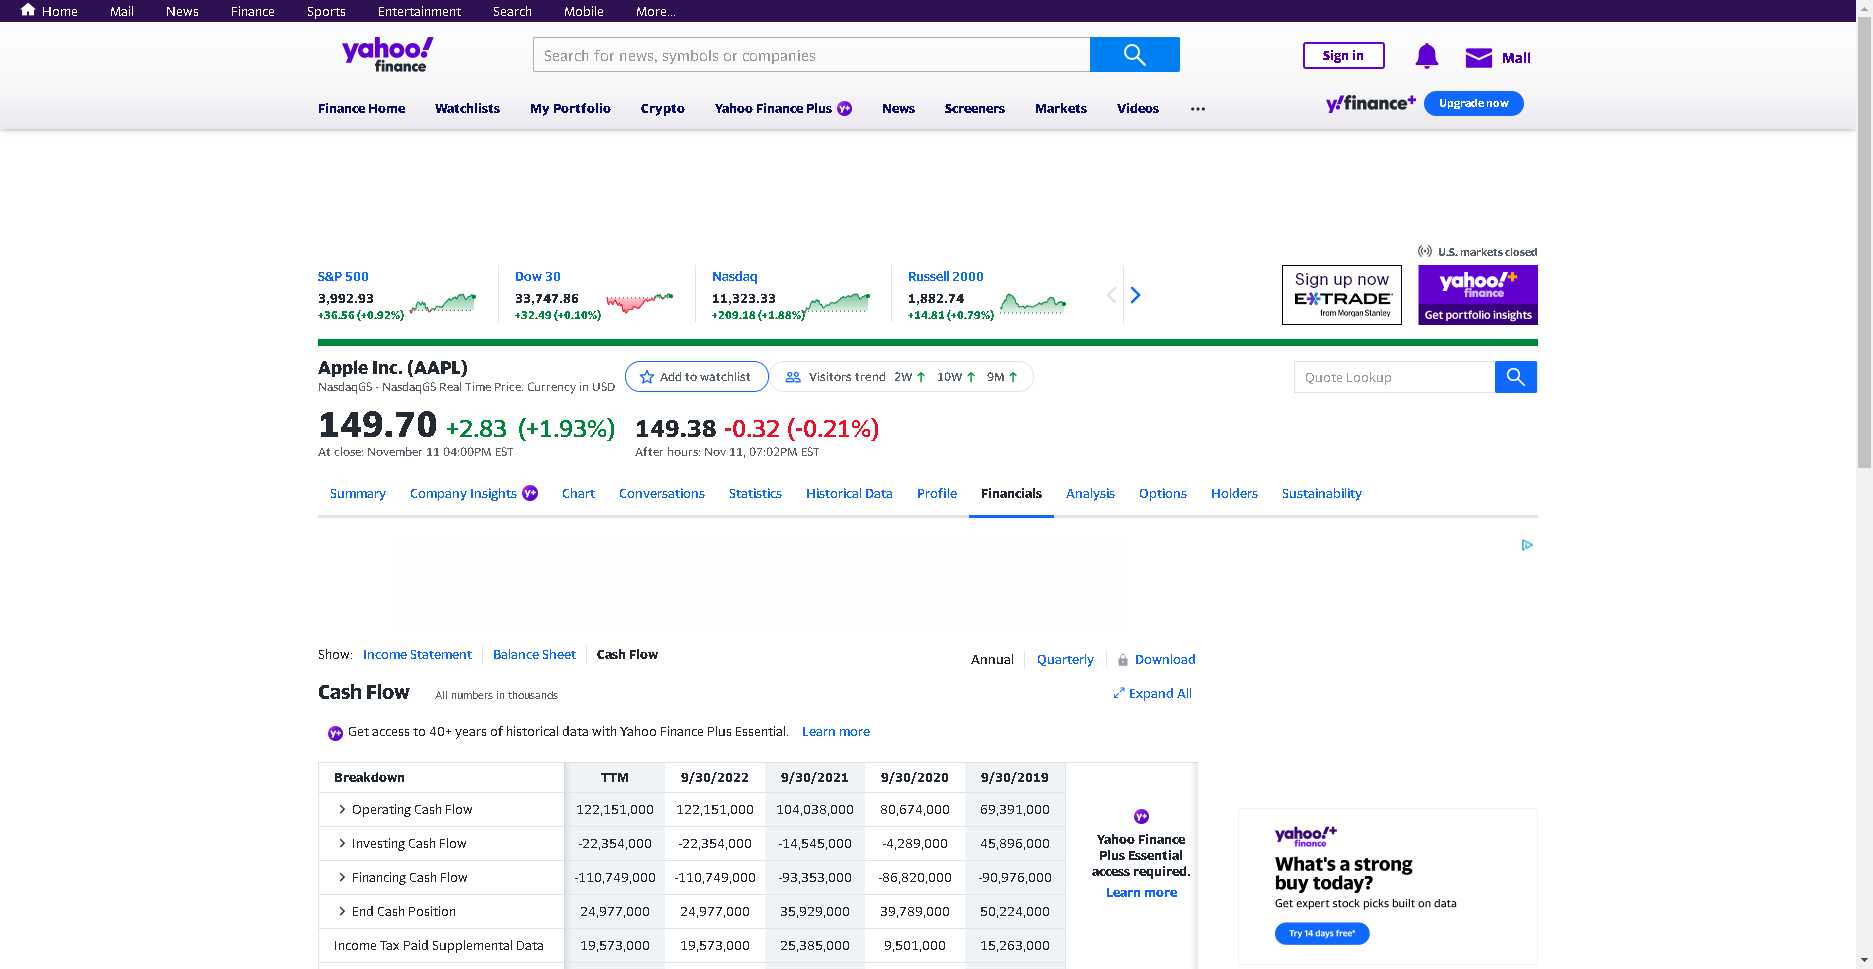 Home Mail News Finance Sports Entertainment Search Mobile More...
yahoo!
finance
Search for news, symbols or companies
Sign in
Mail
Finance Home Watchlists My Portfolio Crypto Yahoo Finance Plus y+ News Screeners Markets Videos ...
y!finance+ Upgrade now
U.S. markets closed
S&P 500
3,992.93
+36.56 (+0.92%)
Dow 30
33,747.86
+32.49 (+0.10%)
Nasdaq
11,323.33
+209.18 (+1.88%)
Russell 2000
1,882.74
+14.81 (+0.79%)
Sign up now
E*TRADE
from Morgan Stanley
yahoo!+
finance
Get portfolio insights
Apple Inc. (AAPL)
NasdaqGS - NasdaqGS Real Time Price. Currency in USD
Add to watchlist
Visitors trend 2W ↑ 10W ↑ 9M ↑
Quote Lookup
149.70 +2.83 (+1.93%)
At close: November 11 04:00PM EST
149.38 -0.32 (-0.21%)
After hours: Nov 11, 07:02PM EST
Summary Company Insights y+ Chart Conversations Statistics Historical Data Profile Financials Analysis Options Holders Sustainability
Show: Income Statement Balance Sheet Cash Flow
Annual Quarterly Download
Cash Flow All numbers in thousands
Expand All
y+ Get access to 40+ years of historical data with Yahoo Finance Plus Essential. Learn more
Breakdown TTM 9/30/2022 9/30/2021 9/30/2020 9/30/2019
Operating Cash Flow 122,151,000 122,151,000 104,038,000 80,674,000 69,391,000
Investing Cash Flow -22,354,000 -22,354,000 -14,545,000 -4,289,000 45,896,000
Financing Cash Flow -110,749,000 -110,749,000 -93,353,000 -86,820,000 -90,976,000
End Cash Position 24,977,000 24,977,000 35,929,000 39,789,000 50,224,000
Income Tax Paid Supplemental Data 19,573,000 19,573,000 25,385,000 9,501,000 15,263,000
y+
Yahoo Finance
Plus Essential
access required.
Learn more
yahoo!+
finance
What's a strong
buy today?
Get expert stock picks built on data
Try 14 days free*